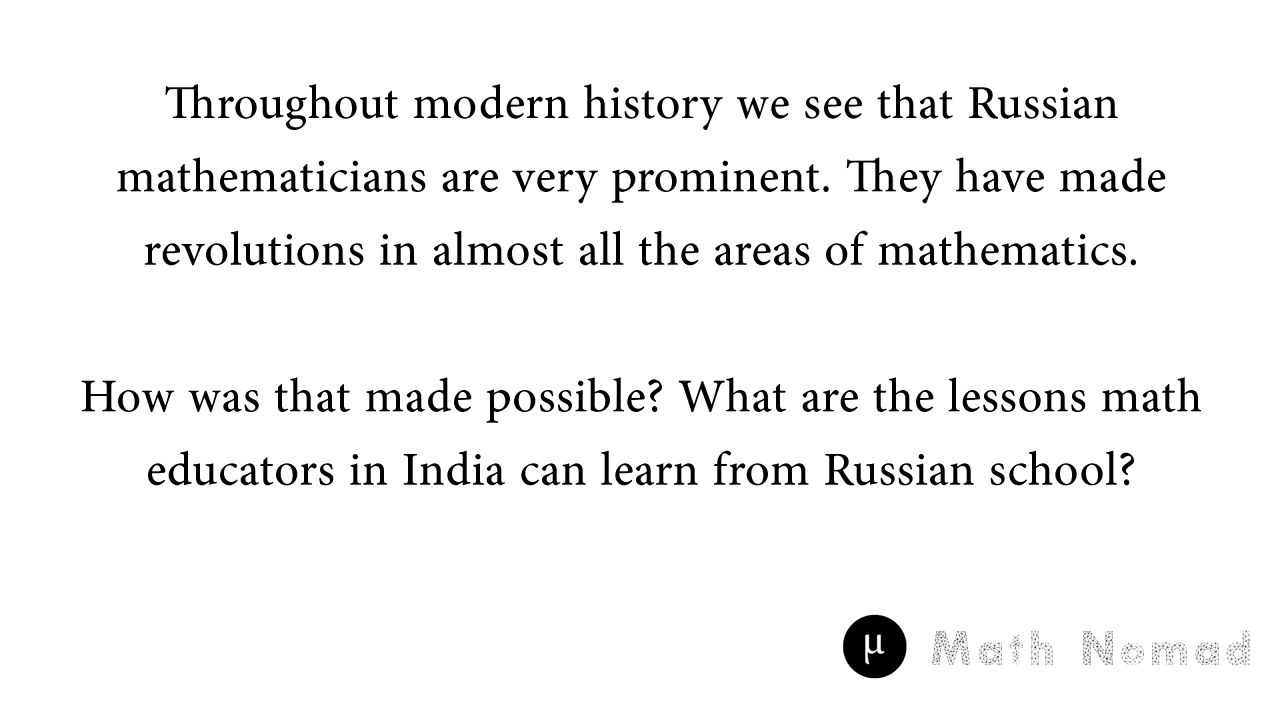 Throughout modern history we see that Russian
mathematicians are very prominent. They have made
revolutions in almost all the areas of mathematics.
How was that made possible? What are the lessons math
educators in India can learn from Russian school?
μ Math Nomad